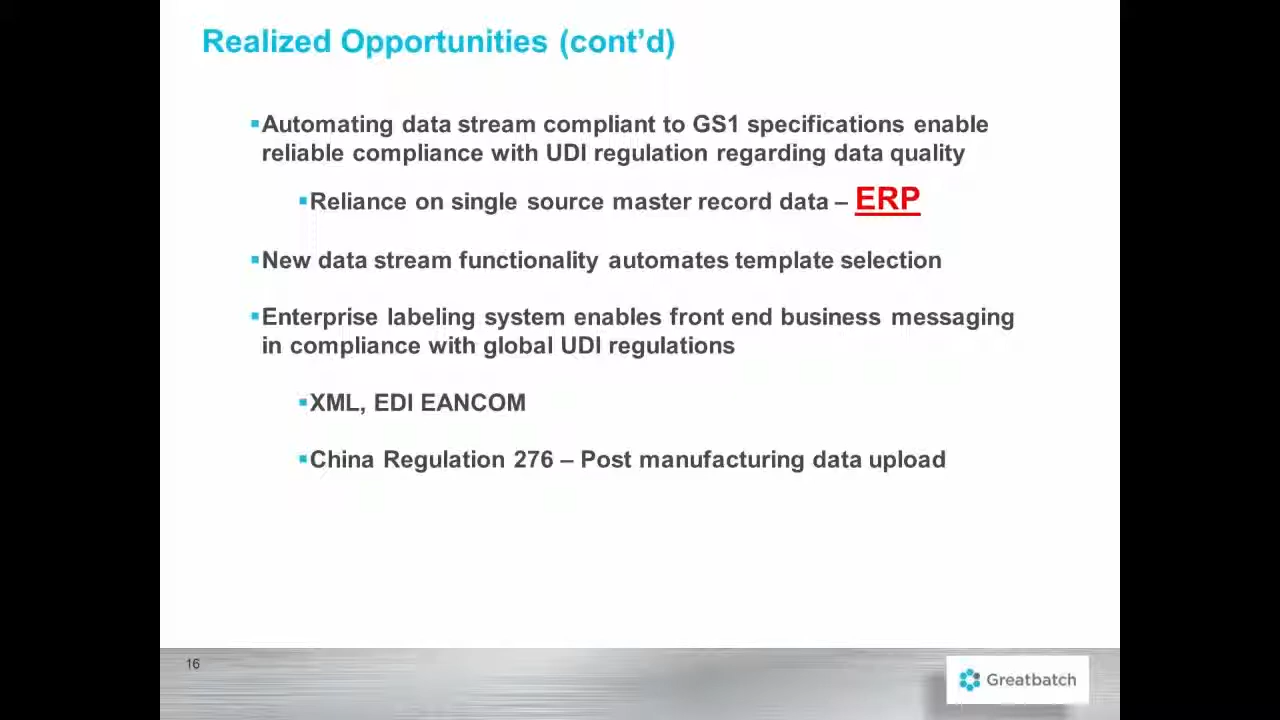 Realized Opportunities (cont’d)
▪Automating data stream compliant to GS1 specifications enable
reliable compliance with UDI regulation regarding data quality
▪Reliance on single source master record data – ERP
▪New data stream functionality automates template selection
▪Enterprise labeling system enables front end business messaging
in compliance with global UDI regulations
▪XML, EDI EANCOM
▪China Regulation 276 – Post manufacturing data upload
16
Greatbatch